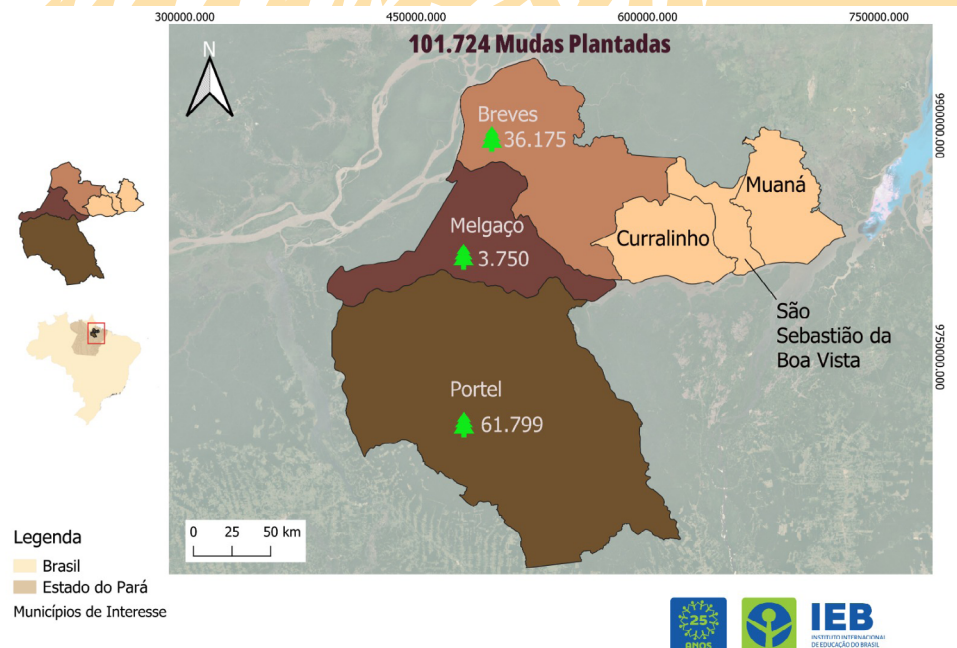 300000.000
450000.000
600000.000
750000.000
101.724 Mudas Plantadas
N
9900000.000
Breves
36.175
Muaná
Melgaço
3.750
Curralinho
São
Sebastião da
Boa Vista
9750000.000
Portel
61.799
0 25 50 km
Legenda
Brasil
Estado do Pará
Municípios de Interesse
25
ANOS
IEB
INSTITUTO INTERNACIONAL
DE EDUCAÇÃO DO BRASIL